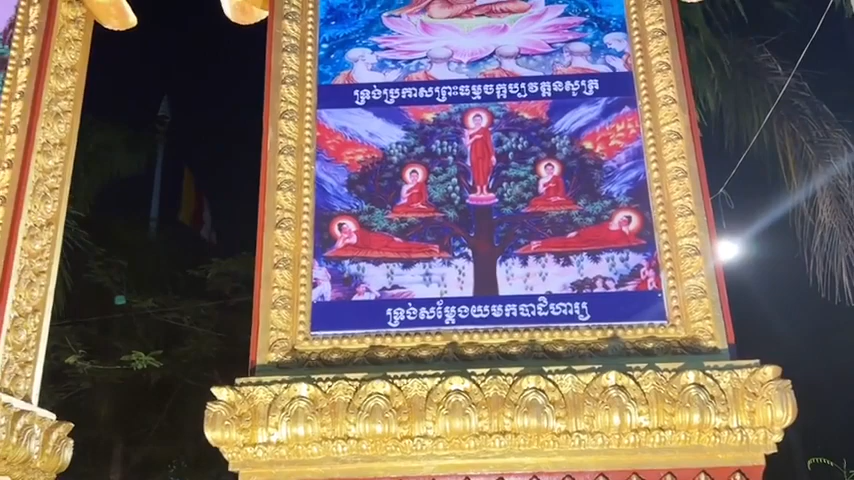 ទ្រង់ប្រកាសព្រះធម្មចក្កប្បវត្តនសូត្រ
ទ្រង់សម្ដែងយមកបាដិហារ្យ